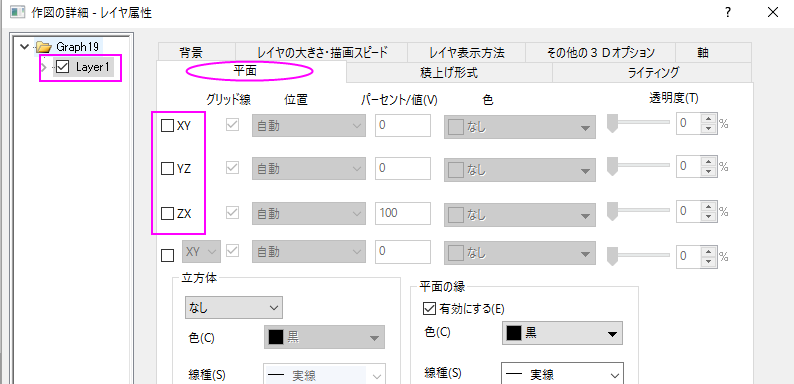 作図の詳細 - レイヤ属性
Graph19
Layer1
背景 レイヤの大きさ・描画スピード レイヤ表示方法 その他の３Ｄオプション 軸
平面 積上げ形式 ライティング
グリッド線 位置 パーセント/値(V) 色 透明度(T)
XY 自動 0 なし 0 %
YZ 自動 0 なし 0 %
ZX 自動 100 なし 0 %
XY 自動 0 なし 0 %
立方体
なし
色(C) 黒
線種(S) 実線
平面の縁
有効にする(E)
色(C) 黒
線種(S) 実線